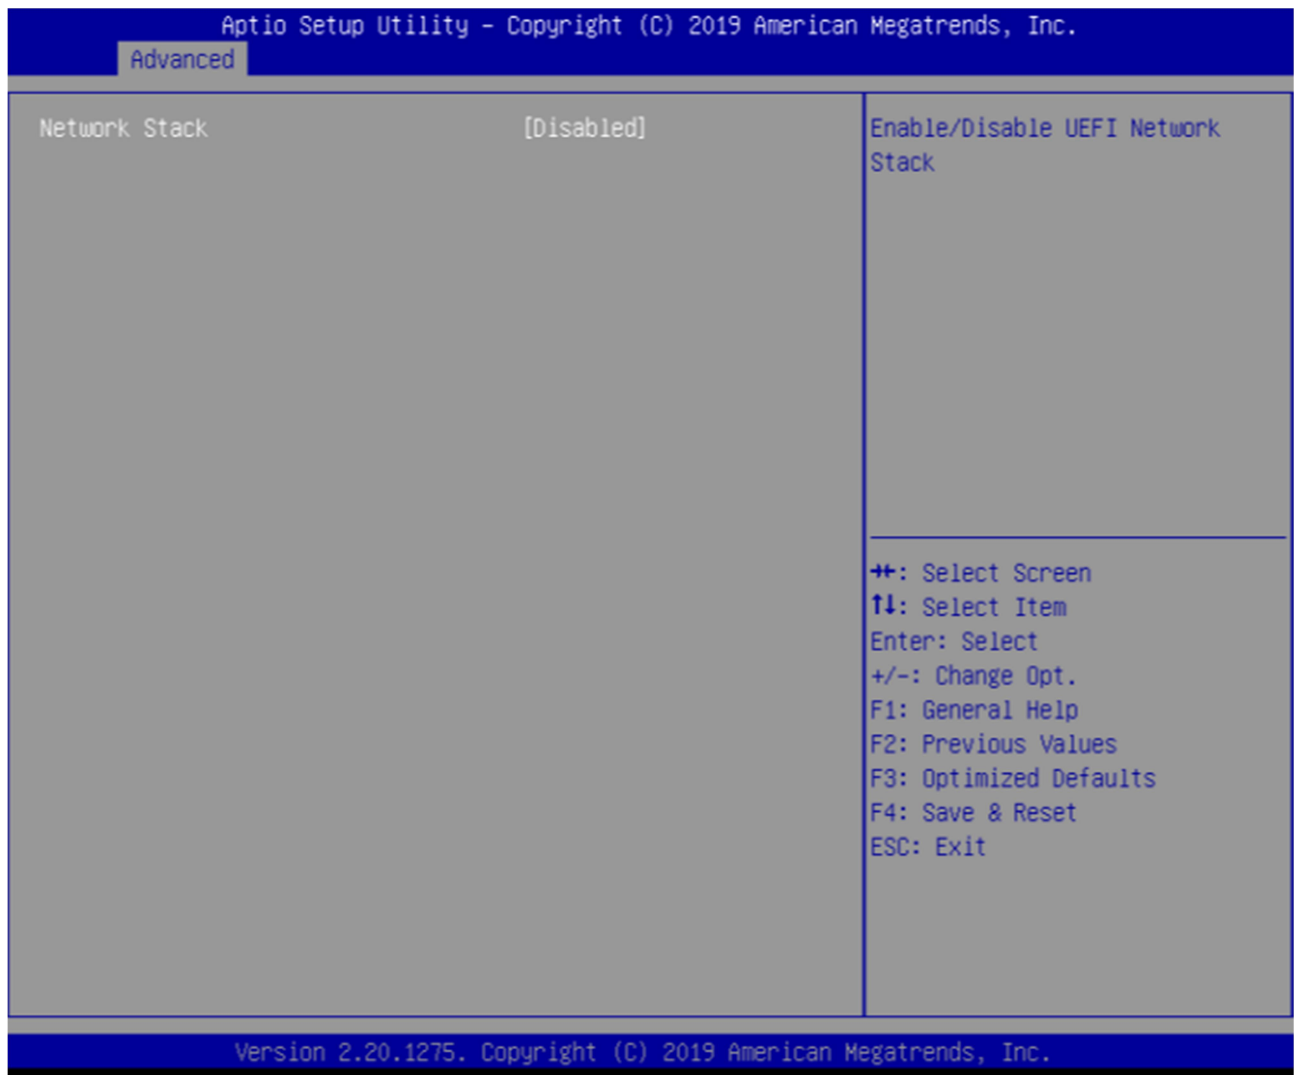 Aptio Setup Utility – Copyright (C) 2019 American Megatrends, Inc.
Advanced
Network Stack [Disabled]
Enable/Disable UEFI Network
Stack
→←: Select Screen
↑↓: Select Item
Enter: Select
+/-: Change Opt.
F1: General Help
F2: Previous Values
F3: Optimized Defaults
F4: Save & Reset
ESC: Exit
Version 2.20.1275. Copyright (C) 2019 American Megatrends, Inc.